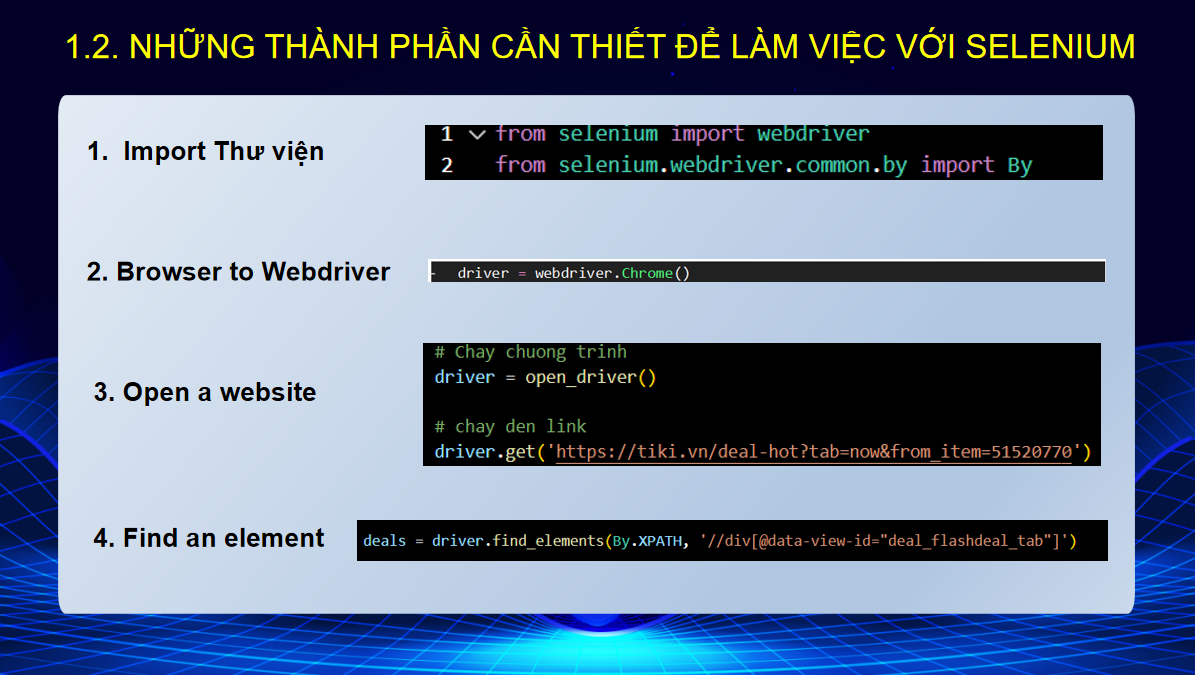 1.2. NHỮNG THÀNH PHẦN CẦN THIẾT ĐỂ LÀM VIỆC VỚI SELENIUM
1. Import Thư viện
1 from selenium import webdriver
2 from selenium.webdriver.common.by import By
2. Browser to Webdriver
driver = webdriver.Chrome()
3. Open a website
# Chay chuong trinh
driver = open_driver()
# chay den link
driver.get('https://tiki.vn/deal-hot?tab=now&from_item=51520770')
4. Find an element
deals = driver.find_elements(By.XPATH, '//div[@data-view-id="deal_flashdeal_tab"]')